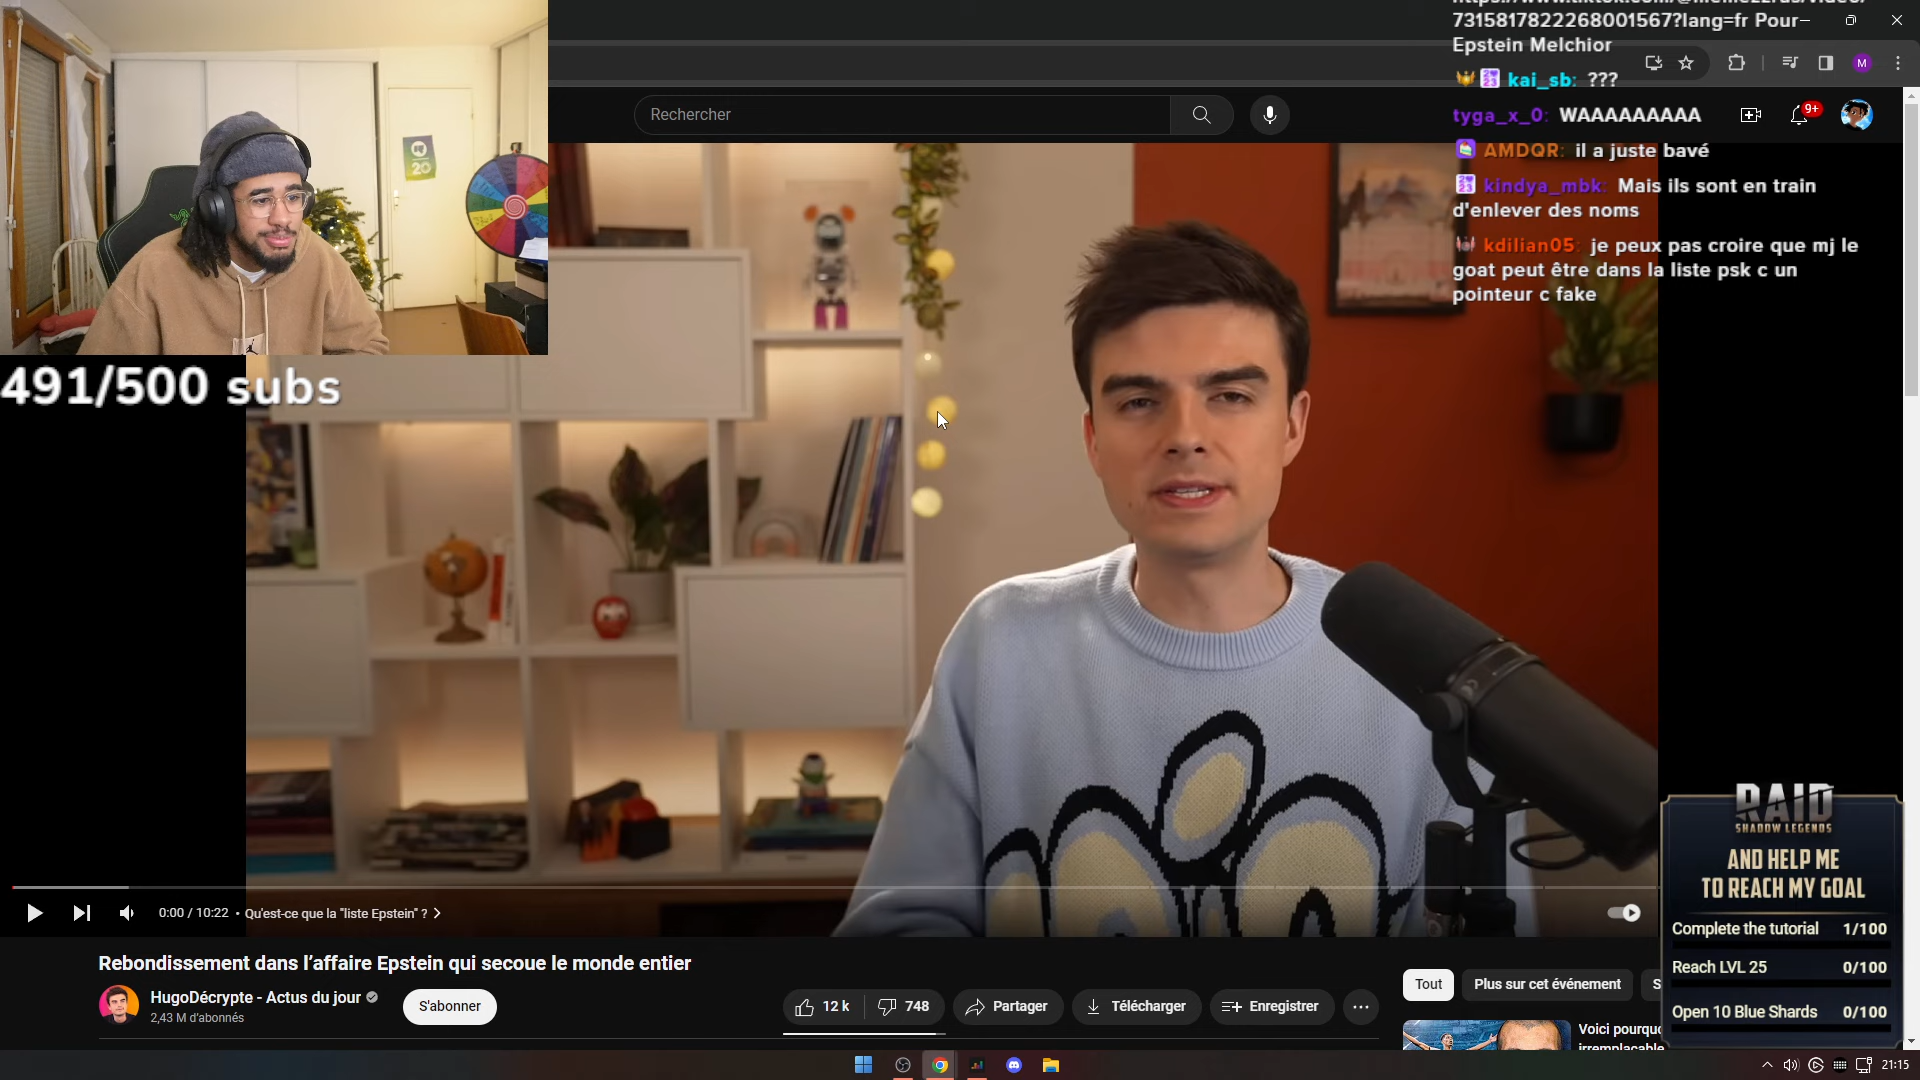 7315817822268001567?lang=fr Pour
Epstein Melchior
kai_sb: ???
tyga_x_0: WAAAAAAAAA
AMDQR: il a juste bavé
kindya_mbk: Mais ils sont en train
d'enlever des noms
kdilian05: je peux pas croire que mj le
goat peut être dans la liste psk c un
pointeur c fake
Rechercher
9+
M
20
491/500 subs
0:00 / 10:22 • Qu'est-ce que la "liste Epstein" ?
Rebondissement dans l’affaire Epstein qui secoue le monde entier
HugoDécrypte - Actus du jour
2,43 M d'abonnés
S'abonner
12 k
748
Partager
Télécharger
Enregistrer
Tout
Plus sur cet événement
S
Voici pourquo
RAID
SHADOW LEGENDS
AND HELP ME
TO REACH MY GOAL
Complete the tutorial 1/100
Reach LVL 25 0/100
Open 10 Blue Shards 0/100
21:15